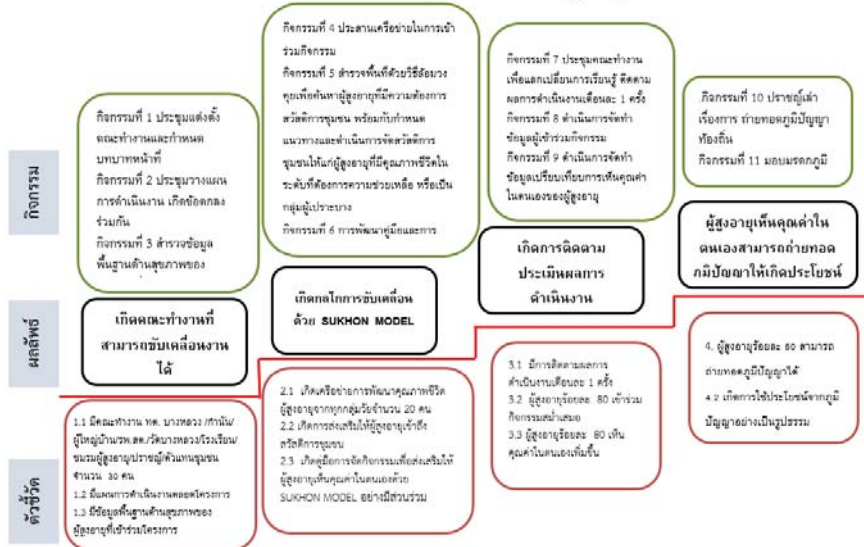 กิจกรรม
กิจกรรมที่ 1 ประชุมแต่งตั้ง
คณะทำงานและกำหนด
บทบาทหน้าที่
กิจกรรมที่ 2 ประชุมวางแผน
การดำเนินงาน เกิดข้อตกลง
ร่วมกัน
กิจกรรมที่ 3 สำรวจข้อมูล
พื้นฐานด้านสุขภาพของ
กิจกรรมที่ 4 ประสานเครือข่ายในการเข้า
ร่วมกิจกรรม
กิจกรรมที่ 5 สำรวจพื้นที่ด้วยวิธีล้อมวง
คุยเพื่อค้นหาผู้สูงอายุที่มีความต้องการ
สวัสดิการชุมชน พร้อมกับกำหนด
แนวทางและดำเนินการจัดสวัสดิการ
ชุมชนให้แก่ผู้สูงอายุที่มีคุณภาพชีวิตใน
ระดับที่ต้องการความช่วยเหลือ หรือเป็น
กลุ่มผู้เปราะบาง
กิจกรรมที่ 6 การพัฒนาคู่มือและการ
กิจกรรมที่ 7 ประชุมคณะทำงาน
เพื่อแลกเปลี่ยนการเรียนรู้ ติดตาม
ผลการดำเนินงานเดือนละ 1 ครั้ง
กิจกรรมที่ 8 ดำเนินการจัดทำ
ข้อมูลผู้เข้าร่วมกิจกรรม
กิจกรรมที่ 9 ดำเนินการจัดทำ
ข้อมูลเปรียบเทียบการเห็นคุณค่า
ในตนเองของผู้สูงอายุ
กิจกรรมที่ 10 ปราชญ์เล่า
เรื่องการ ถ่ายทอดภูมิปัญญา
ท้องถิ่น
กิจกรรมที่ 11 มอบมรดกภูมิ
ผลลัพธ์
เกิดคณะทำงานที่
สามารถขับเคลื่อนงาน
ได้
เกิดกลไกการขับเคลื่อน
ด้วย SUKHON MODEL
เกิดการติดตาม
ประเมินผลการ
ดำเนินงาน
ผู้สูงอายุเห็นคุณค่าใน
ตนเองสามารถถ่ายทอด
ภูมิปัญญาให้เกิดประโยชน์
ตัวชี้วัด
1.1 มีคณะทำงาน ทต. บางหลวง /กำนัน/
ผู้ใหญ่บ้าน/รพ.สต./วัดบางหลวง/โรงเรียน/
ชมรมผู้สูงอายุ/ปราชญ์/ตัวแทนชุมชน
จำนวน 30 คน
1.2 มีแผนการดำเนินงานตลอดโครงการ
1.3 มีข้อมูลพื้นฐานด้านสุขภาพของ
ผู้สูงอายุที่เข้าร่วมโครงการ
2.1 เกิดเครือข่ายการพัฒนาคุณภาพชีวิต
ผู้สูงอายุจากทุกกลุ่มวัยจำนวน 20 คน
2.2 เกิดการส่งเสริมให้ผู้สูงอายุเข้าถึง
สวัสดิการชุมชน
2.3 เกิดคู่มือการจัดกิจกรรมเพื่อส่งเสริมให้
ผู้สูงอายุเห็นคุณค่าในตนเองด้วย
SUKHON MODEL อย่างมีส่วนร่วม
3.1 มีการติดตามผลการ
ดำเนินงานเดือนละ 1 ครั้ง
3.2 ผู้สูงอายุร้อยละ 80 เข้าร่วม
กิจกรรมสม่ำเสมอ
3.3 ผู้สูงอายุร้อยละ 80 เห็น
คุณค่าในตนเองเพิ่มขึ้น
4. ผู้สูงอายุร้อยละ 60 สามารถ
ถ่ายทอดภูมิปัญญาได้
4.2 เกิดการใช้ประโยชน์จากภูมิ
ปัญญาอย่างเป็นรูปธรรม